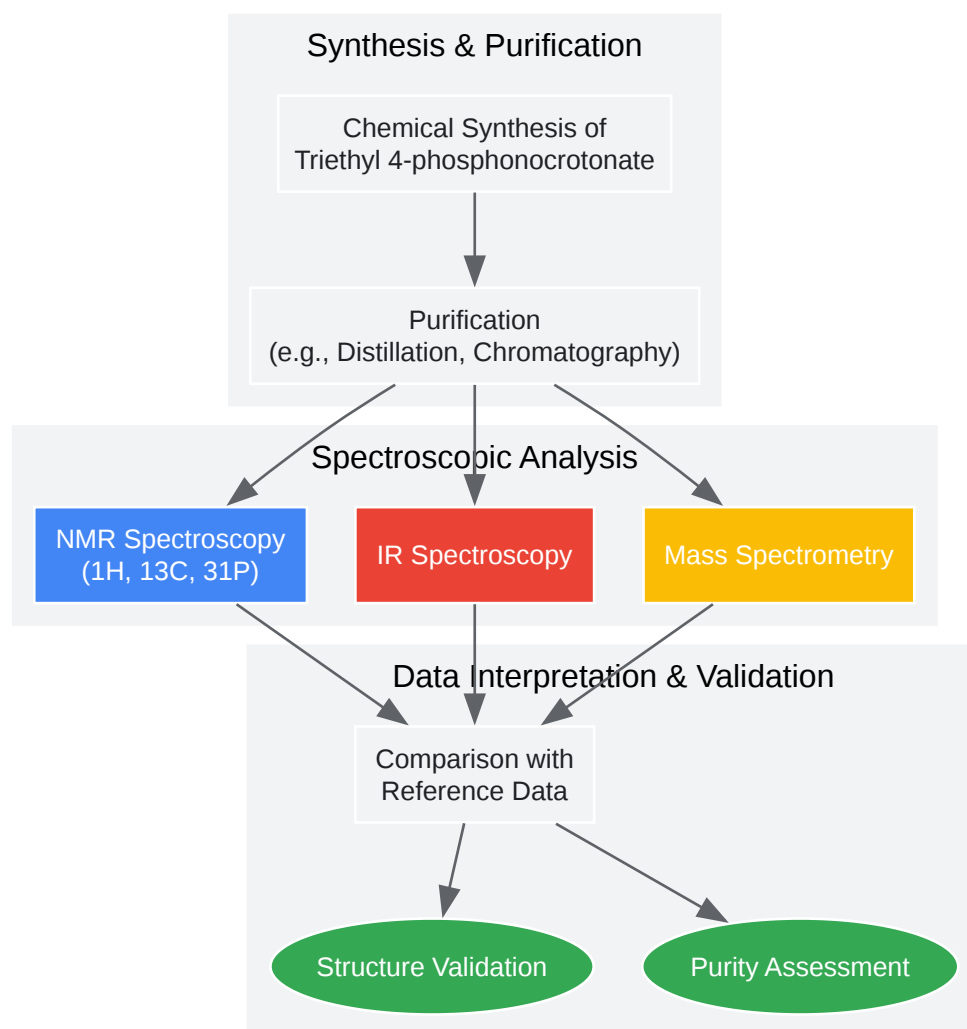 Synthesis & Purification
Chemical Synthesis of
Triethyl 4-phosphonocrotonate
Purification
(e.g., Distillation, Chromatography)
Spectroscopic Analysis
NMR Spectroscopy
(1H, 13C, 31P)
IR Spectroscopy
Mass Spectrometry
Data Interpretation & Validation
Comparison with
Reference Data
Structure Validation
Purity Assessment